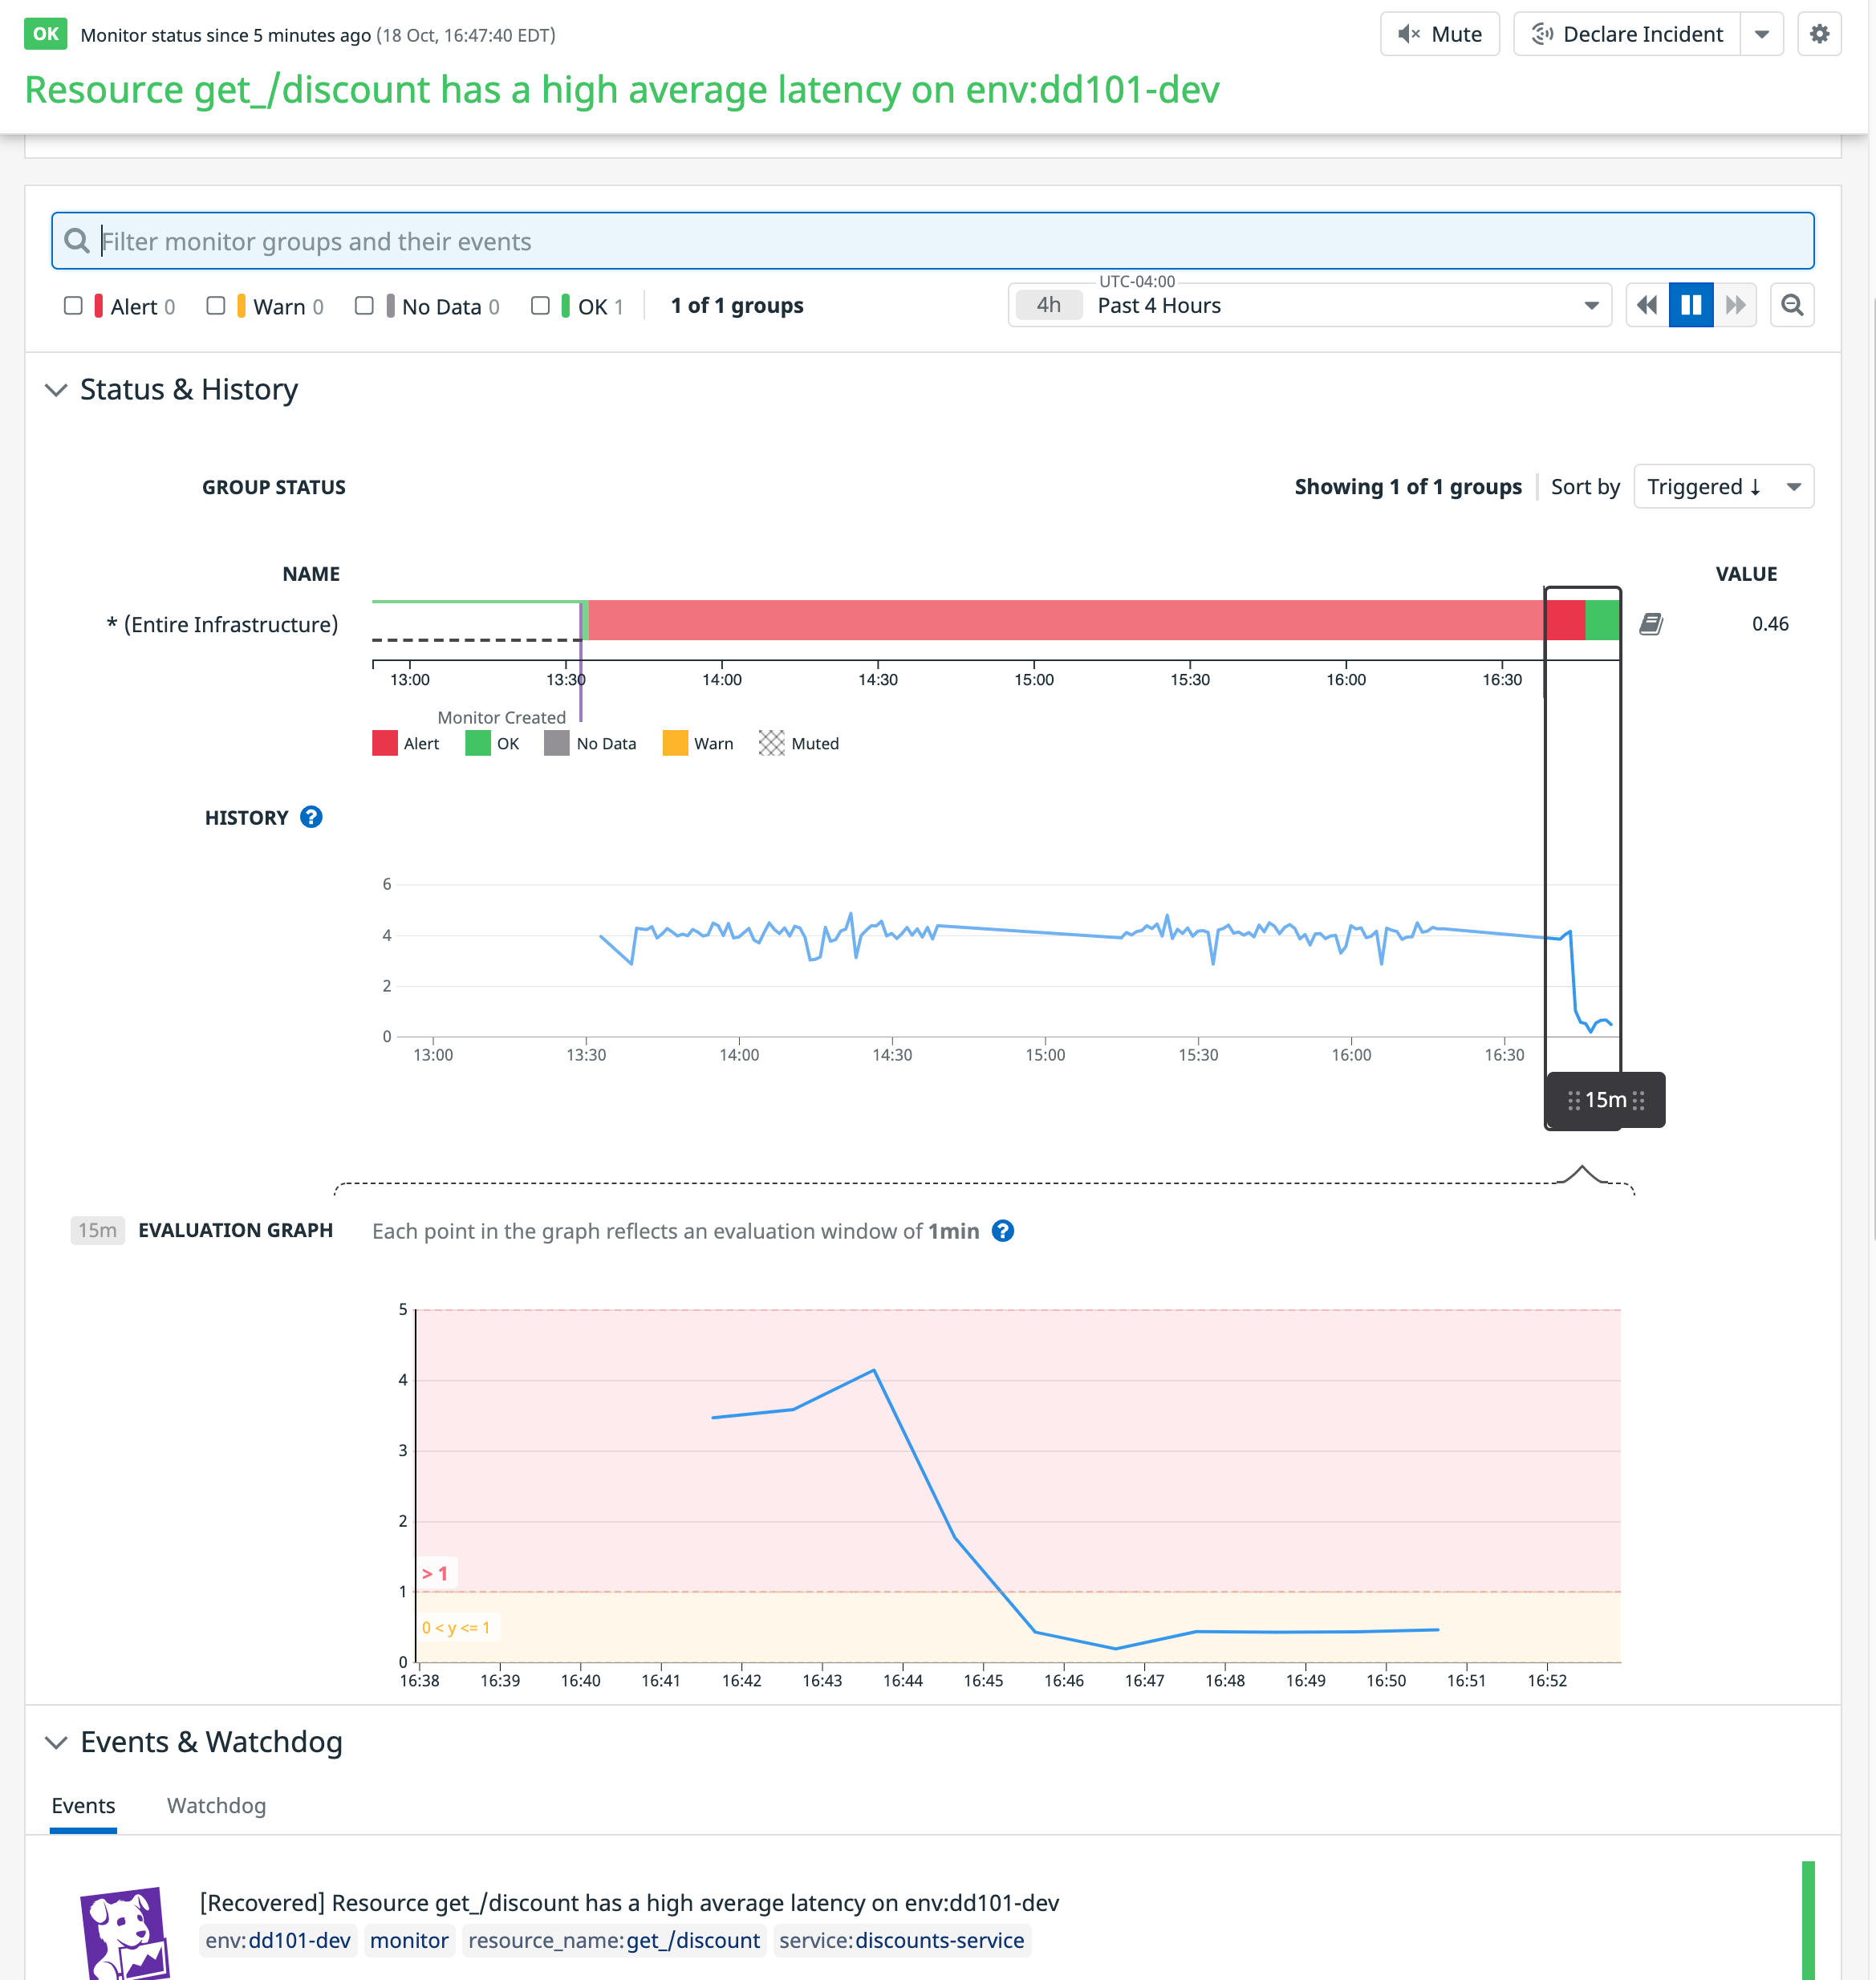 OK Monitor status since 5 minutes ago (18 Oct, 16:47:40 EDT) Mute Declare Incident
Resource get_/discount has a high average latency on env:dd101-dev
Filter monitor groups and their events
UTC-04:00
Alert 0 Warn 0 No Data 0 OK 1 1 of 1 groups 4h Past 4 Hours
Status & History
GROUP STATUS Showing 1 of 1 groups Sort by Triggered ↓
NAME VALUE
* (Entire Infrastructure) 0.46
13:00 13:30 14:00 14:30 15:00 15:30 16:00 16:30
Monitor Created
Alert OK No Data Warn Muted
HISTORY ?
6
4
2
0
13:00 13:30 14:00 14:30 15:00 15:30 16:00 16:30
15m
15m EVALUATION GRAPH Each point in the graph reflects an evaluation window of 1min ?
5
4
3
2
> 1
1
0 < y <= 1
0
16:38 16:39 16:40 16:41 16:42 16:43 16:44 16:45 16:46 16:47 16:48 16:49 16:50 16:51 16:52
Events & Watchdog
Events Watchdog
[Recovered] Resource get_/discount has a high average latency on env:dd101-dev
env:dd101-dev monitor resource_name:get_/discount service:discounts-service